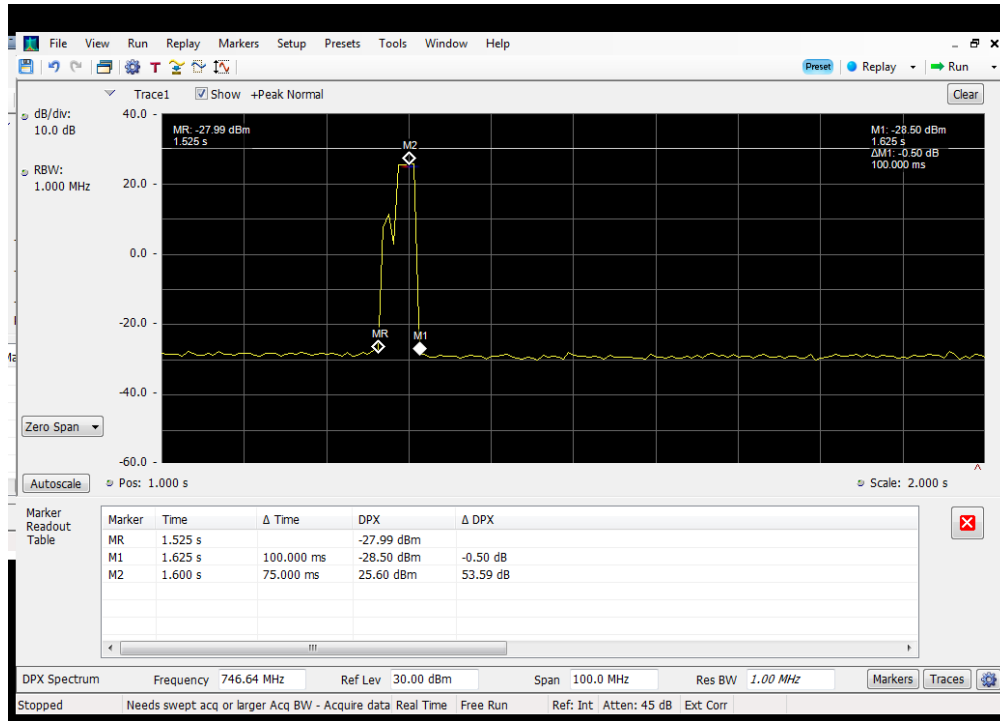 File View Run Replay Markers Setup Presets Tools Window Help
T Preset Replay Run
Trace1 Show +Peak Normal Clear
dB/div:
10.0 dB
RBW:
1.000 MHz
40.0
20.0
0.0
-20.0
-40.0
-60.0
MR: -27.99 dBm
1.525 s
M2
M1: -28.50 dBm
1.625 s
ΔM1: -0.50 dB
100.000 ms
MR
M1
Zero Span
Autoscale Pos: 1.000 s Scale: 2.000 s
Marker
Readout
Table
Marker Time Δ Time DPX Δ DPX
MR 1.525 s -27.99 dBm
M1 1.625 s 100.000 ms -28.50 dBm -0.50 dB
M2 1.600 s 75.000 ms 25.60 dBm 53.59 dB
DPX Spectrum Frequency 746.64 MHz Ref Lev 30.00 dBm Span 100.0 MHz Res BW 1.00 MHz Markers Traces
Stopped Needs swept acq or larger Acq BW - Acquire data Real Time Free Run Ref: Int Atten: 45 dB Ext Corr